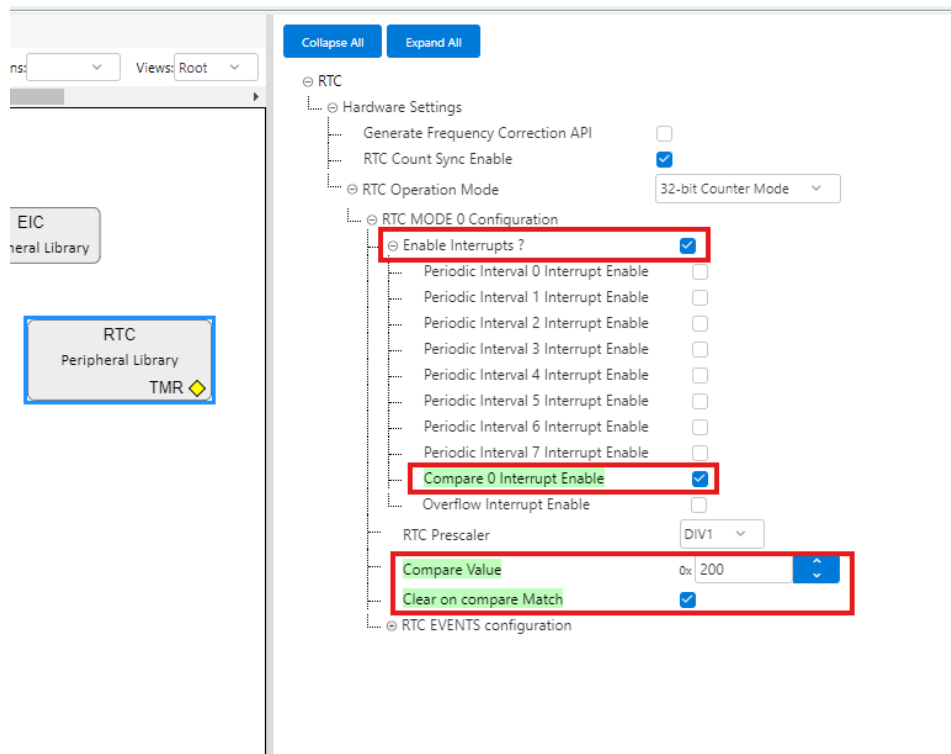 ns:
Views: Root
EIC
heral Library
RTC
Peripheral Library
TMR
Collapse All
Expand All
RTC
Hardware Settings
Generate Frequency Correction API
RTC Count Sync Enable
RTC Operation Mode 32-bit Counter Mode
RTC MODE 0 Configuration
Enable Interrupts ?
Periodic Interval 0 Interrupt Enable
Periodic Interval 1 Interrupt Enable
Periodic Interval 2 Interrupt Enable
Periodic Interval 3 Interrupt Enable
Periodic Interval 4 Interrupt Enable
Periodic Interval 5 Interrupt Enable
Periodic Interval 6 Interrupt Enable
Periodic Interval 7 Interrupt Enable
Compare 0 Interrupt Enable
Overflow Interrupt Enable
RTC Prescaler DIV1
Compare Value 0x 200
Clear on compare Match
RTC EVENTS configuration